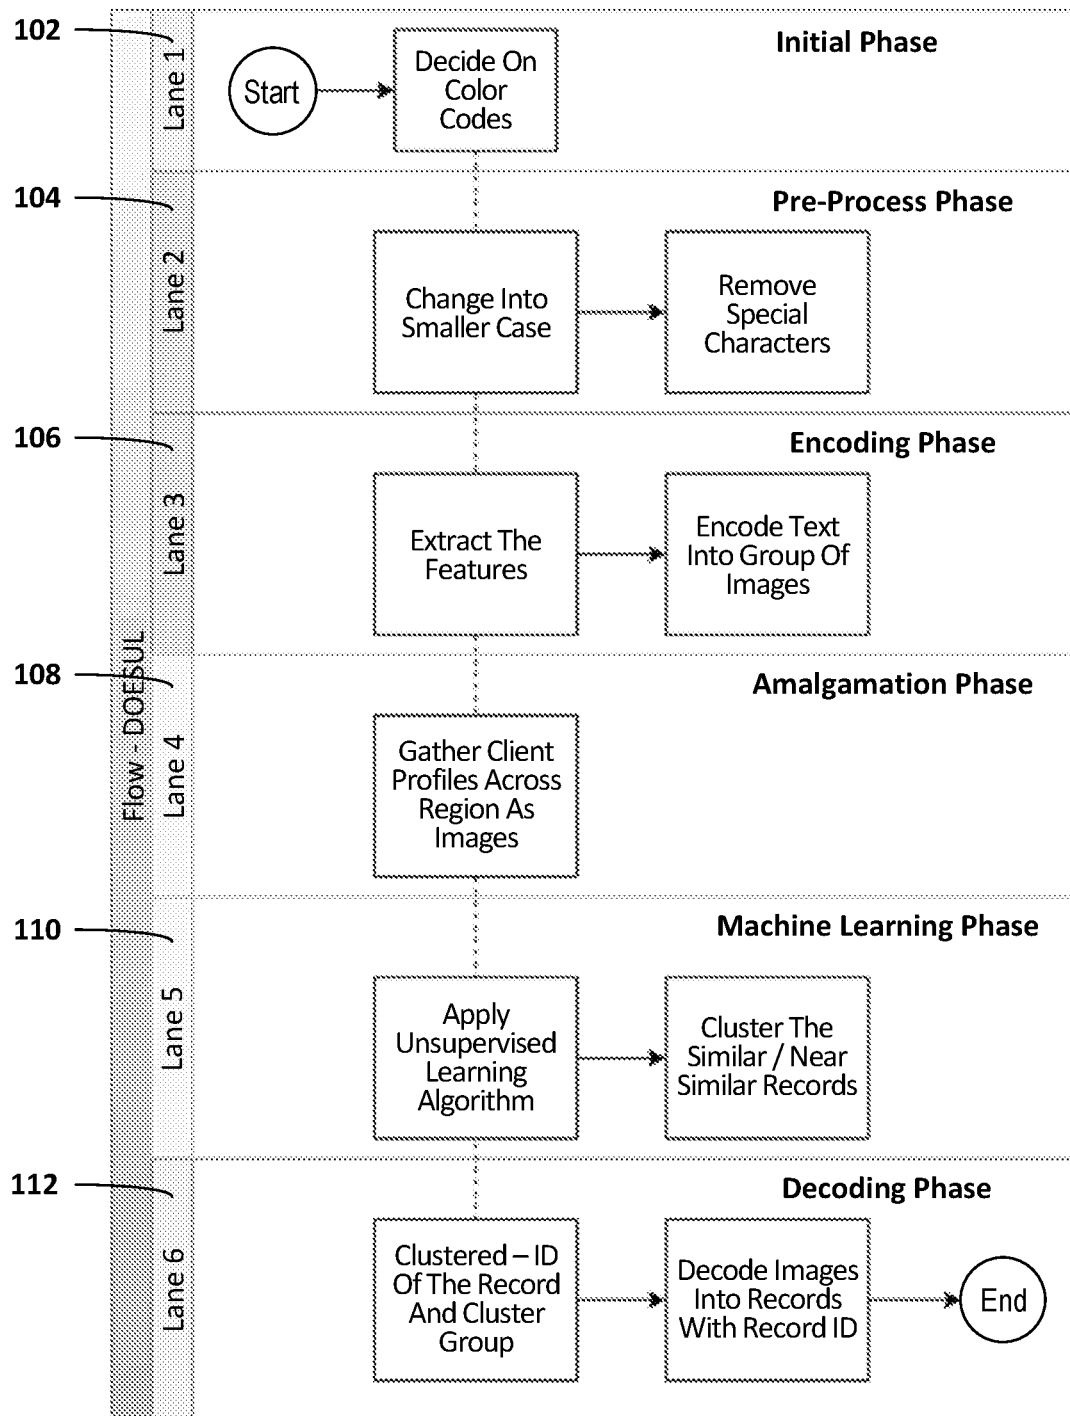 102
Lane 1
Initial Phase
Start
Decide On
Color
Codes
104
Lane 2
Pre-Process Phase
Change Into
Smaller Case
Remove
Special
Characters
106
Lane 3
Encoding Phase
Extract The
Features
Encode Text
Into Group Of
Images
Flow - DOESUL
108
Lane 4
Amalgamation Phase
Gather Client
Profiles Across
Region As
Images
110
Lane 5
Machine Learning Phase
Apply
Unsupervised
Learning
Algorithm
Cluster The
Similar / Near
Similar Records
112
Lane 6
Decoding Phase
Clustered – ID
Of The Record
And Cluster
Group
Decode Images
Into Records
With Record ID
End